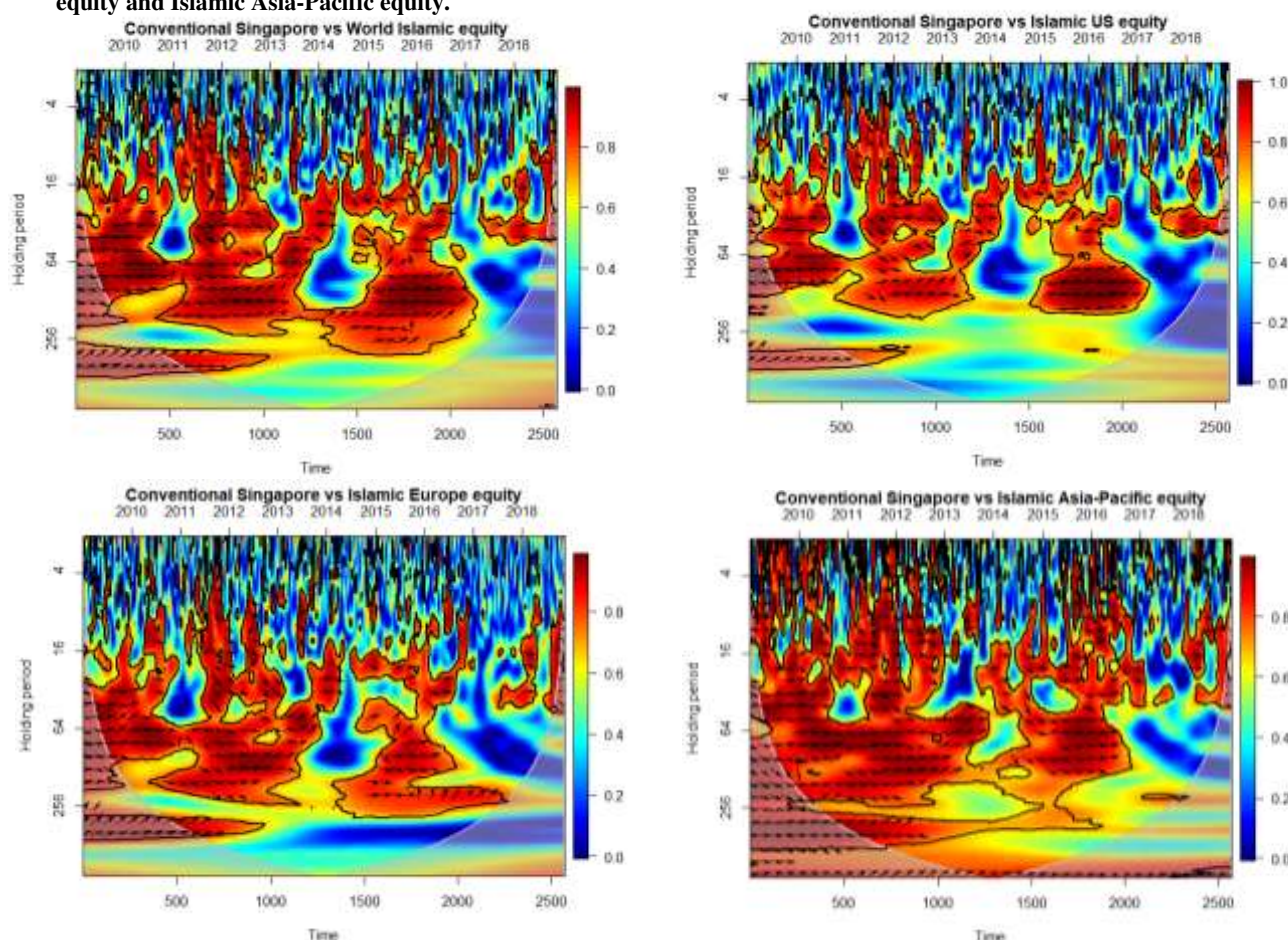 equity and Islamic Asia-Pacific equity.
Conventional Singapore vs World Islamic equity
2010 2011 2012 2013 2014 2015 2016 2017 2018
Holding period
4
16
64
256
0.8
0.6
0.4
0.2
0.0
500 1000 1500 2000 2500
Time
Conventional Singapore vs Islamic US equity
2010 2011 2012 2013 2014 2015 2016 2017 2018
Holding period
4
16
64
256
1.0
0.8
0.6
0.4
0.2
0.0
500 1000 1500 2000 2500
Time
Conventional Singapore vs Islamic Europe equity
2010 2011 2012 2013 2014 2015 2016 2017 2018
Holding period
4
16
64
256
0.8
0.6
0.4
0.2
0.0
500 1000 1500 2000 2500
Time
Conventional Singapore vs Islamic Asia-Pacific equity
2010 2011 2012 2013 2014 2015 2016 2017 2018
Holding period
4
16
64
256
0.8
0.6
0.4
0.2
0.0
500 1000 1500 2000 2500
Time